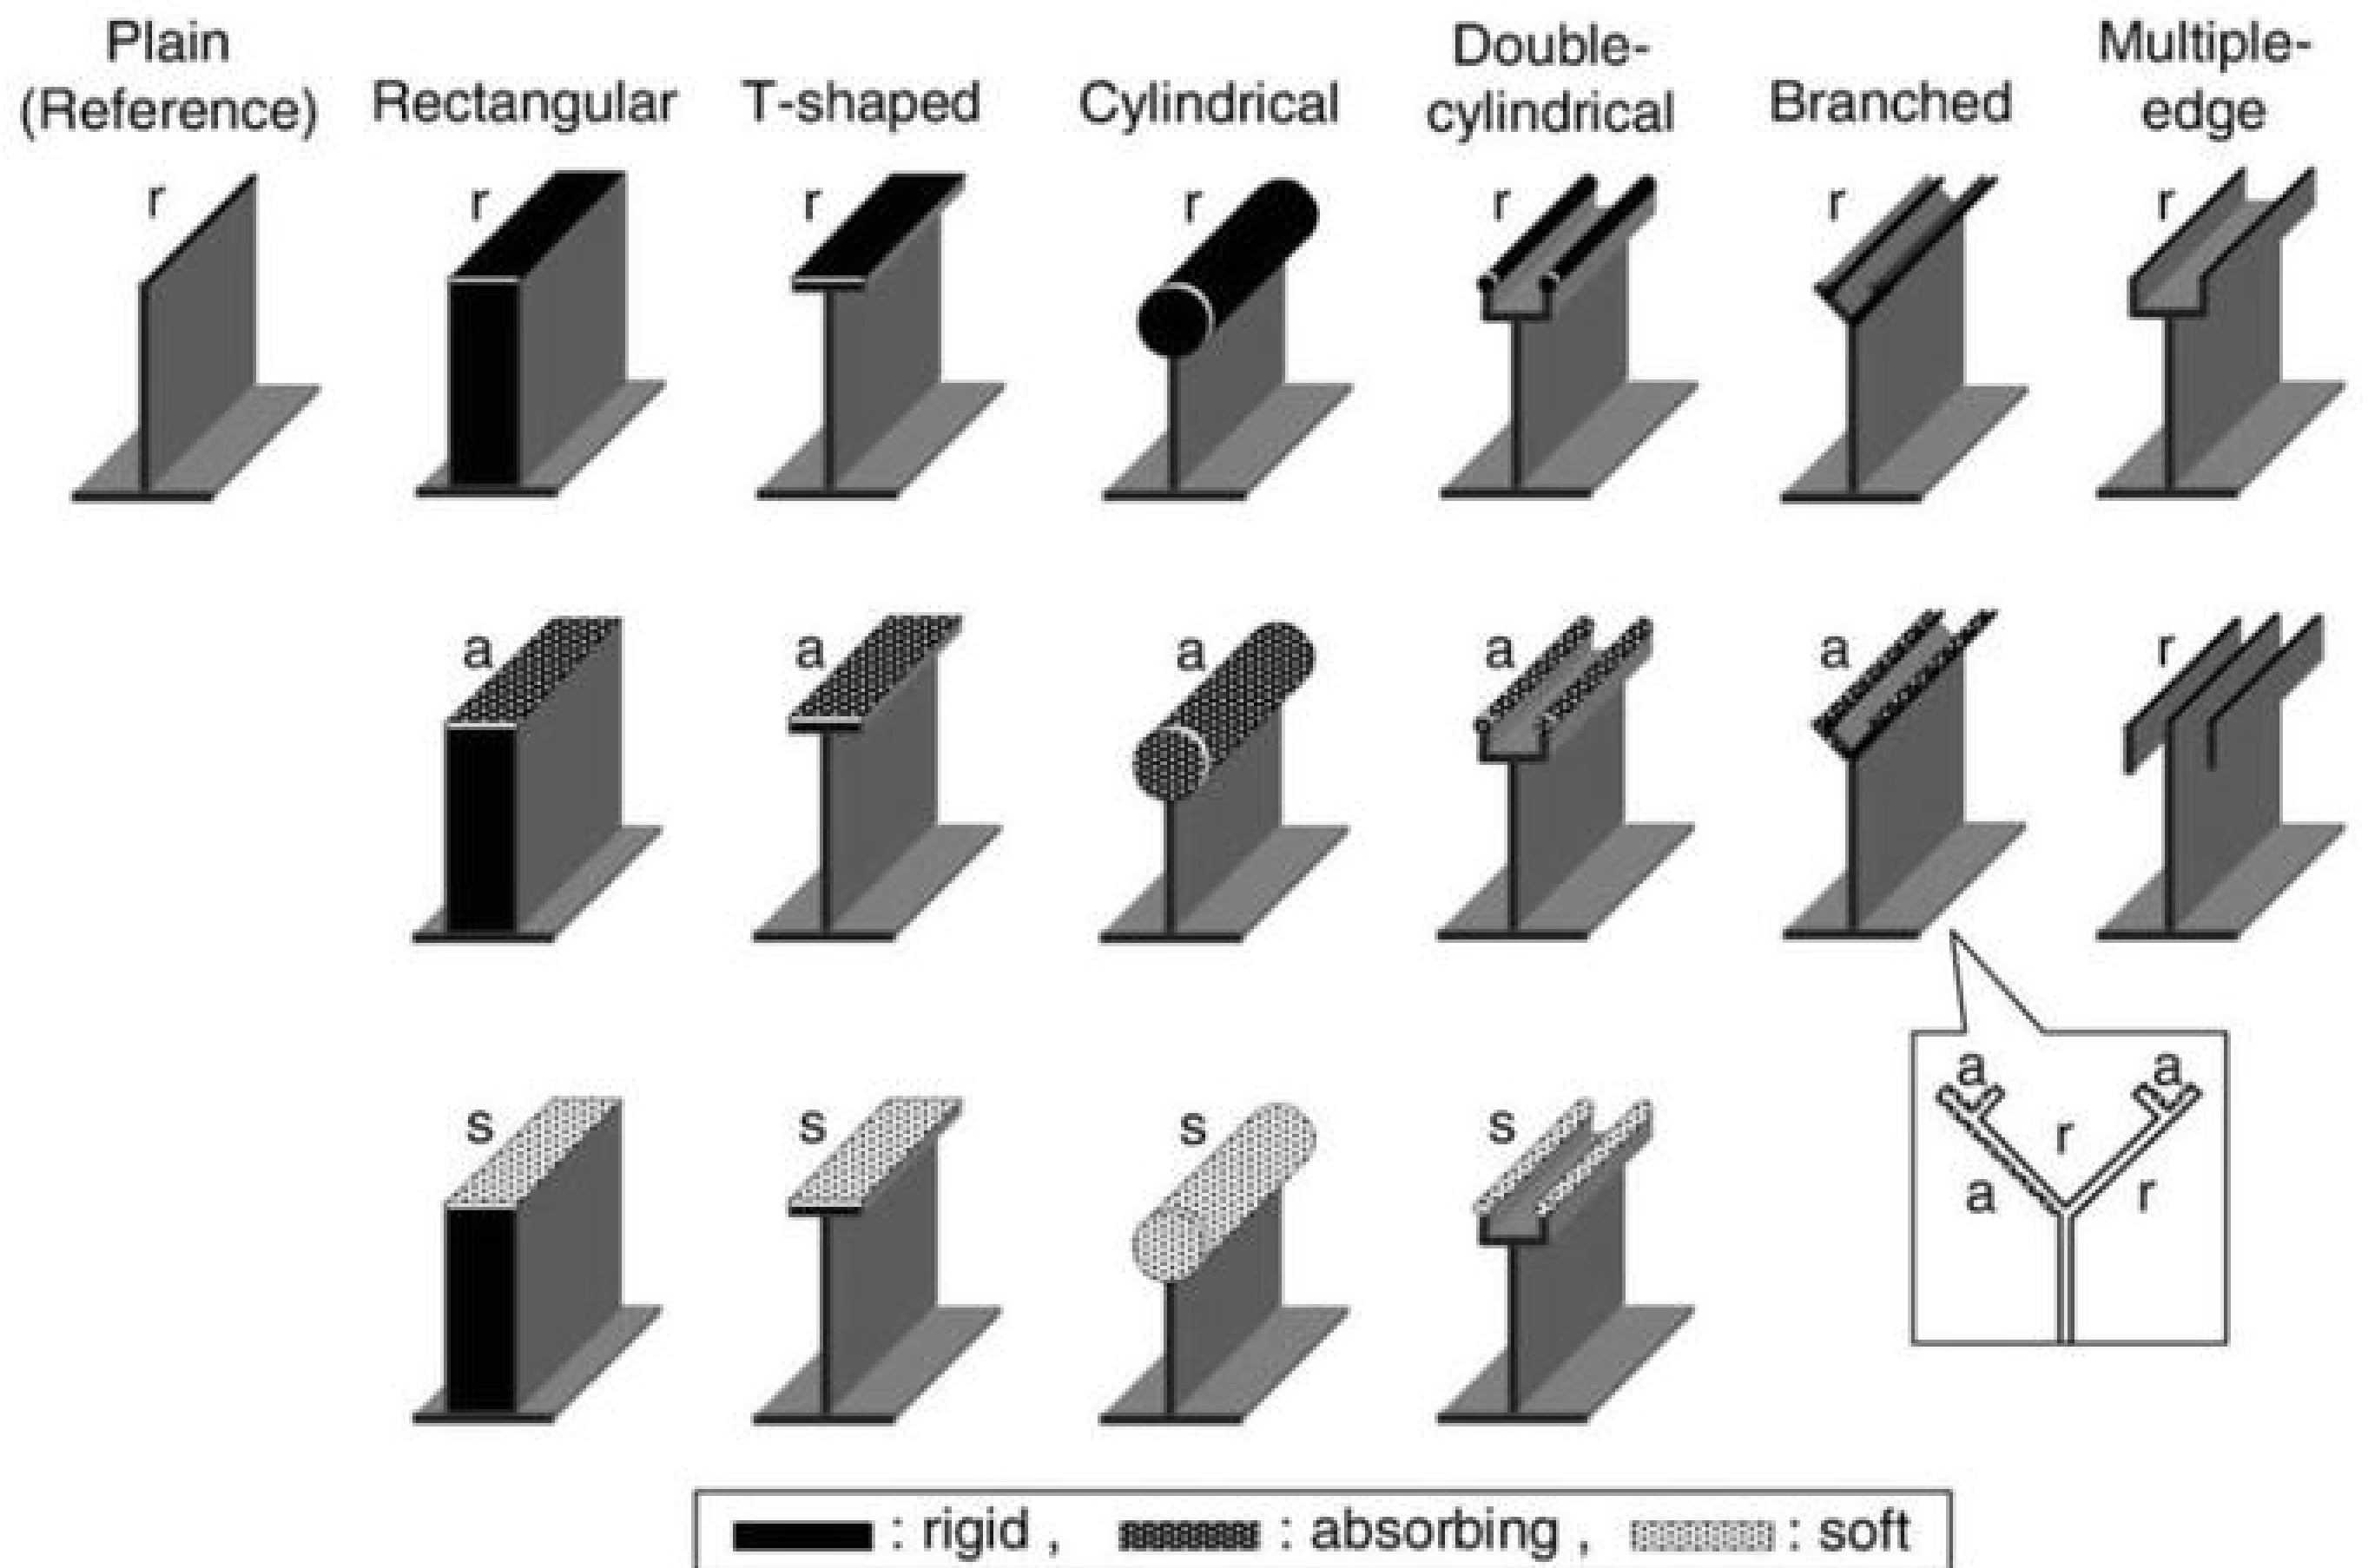 Plain
(Reference)
Rectangular
T-shaped
Cylindrical
Double-
cylindrical
Branched
Multiple-
edge
r
r
r
r
r
r
r
a
a
a
a
a
r
s
s
s
s
a
a
r
a
r
: rigid , : absorbing , : soft